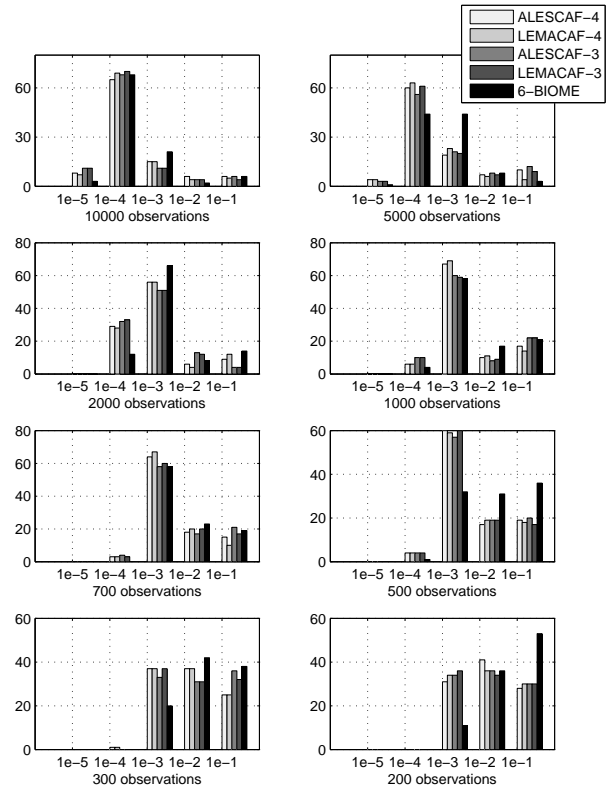 ALESCAF−4
LEMACAF−4
ALESCAF−3
LEMACAF−3
6−BIOME
60
30
0
1e−5 1e−4 1e−3 1e−2 1e−1
10000 observations
60
30
0
1e−5 1e−4 1e−3 1e−2 1e−1
5000 observations
80
60
40
20
0
1e−5 1e−4 1e−3 1e−2 1e−1
2000 observations
80
60
40
20
0
1e−5 1e−4 1e−3 1e−2 1e−1
1000 observations
80
60
40
20
0
1e−5 1e−4 1e−3 1e−2 1e−1
700 observations
60
40
20
0
1e−5 1e−4 1e−3 1e−2 1e−1
500 observations
60
40
20
0
1e−5 1e−4 1e−3 1e−2 1e−1
300 observations
60
40
20
0
1e−5 1e−4 1e−3 1e−2 1e−1
200 observations